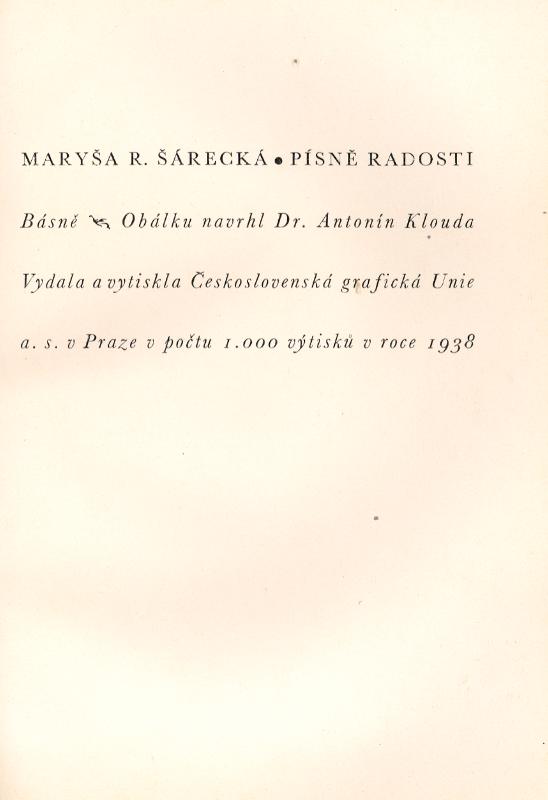 MARYŠA R. ŠÁRECKÁ • PÍSNĚ RADOSTI
Básně Obálku navrhl Dr. Antonín Klouda
Vydala a vytiskla Československá grafická Unie
a. s. v Praze v počtu 1.000 výtisků v roce 1938